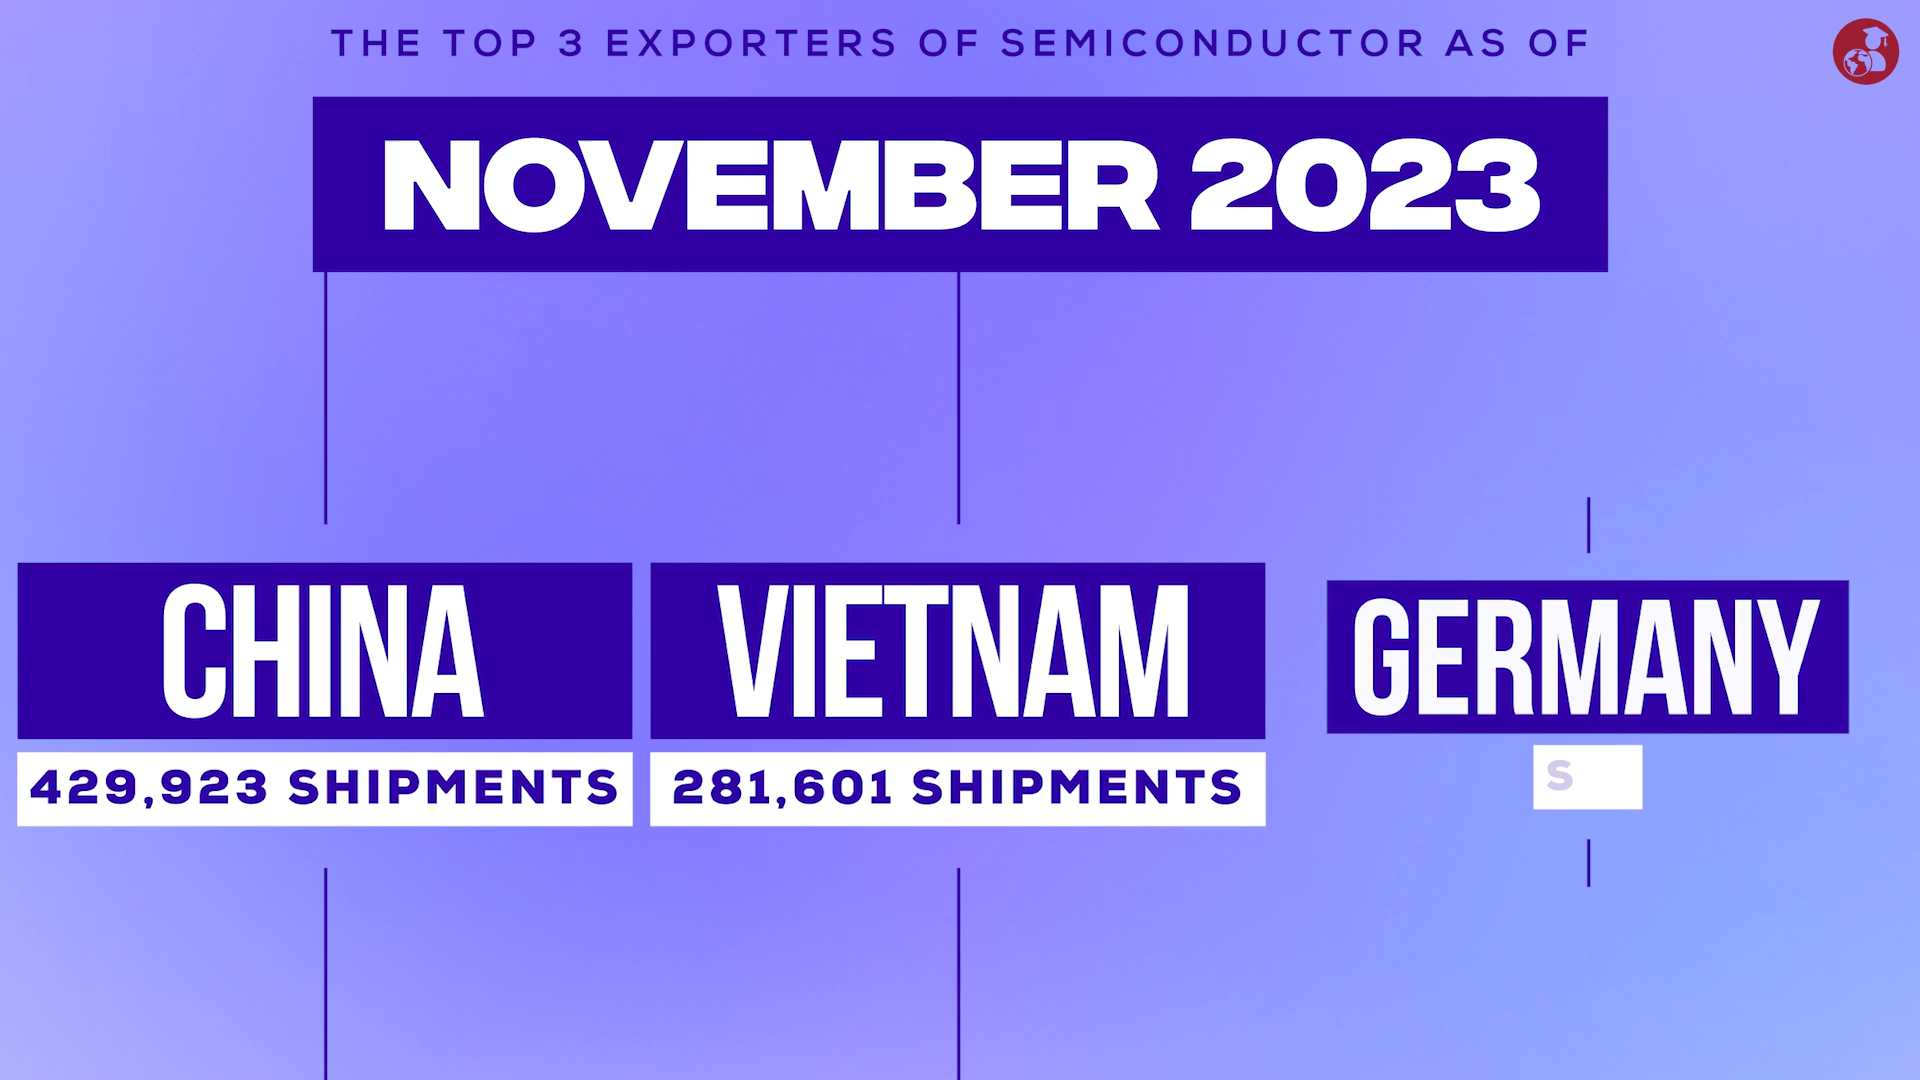 THE TOP 3 EXPORTERS OF SEMICONDUCTOR AS OF
NOVEMBER 2023
CHINA
429,923 SHIPMENTS
VIETNAM
281,601 SHIPMENTS
GERMANY
S